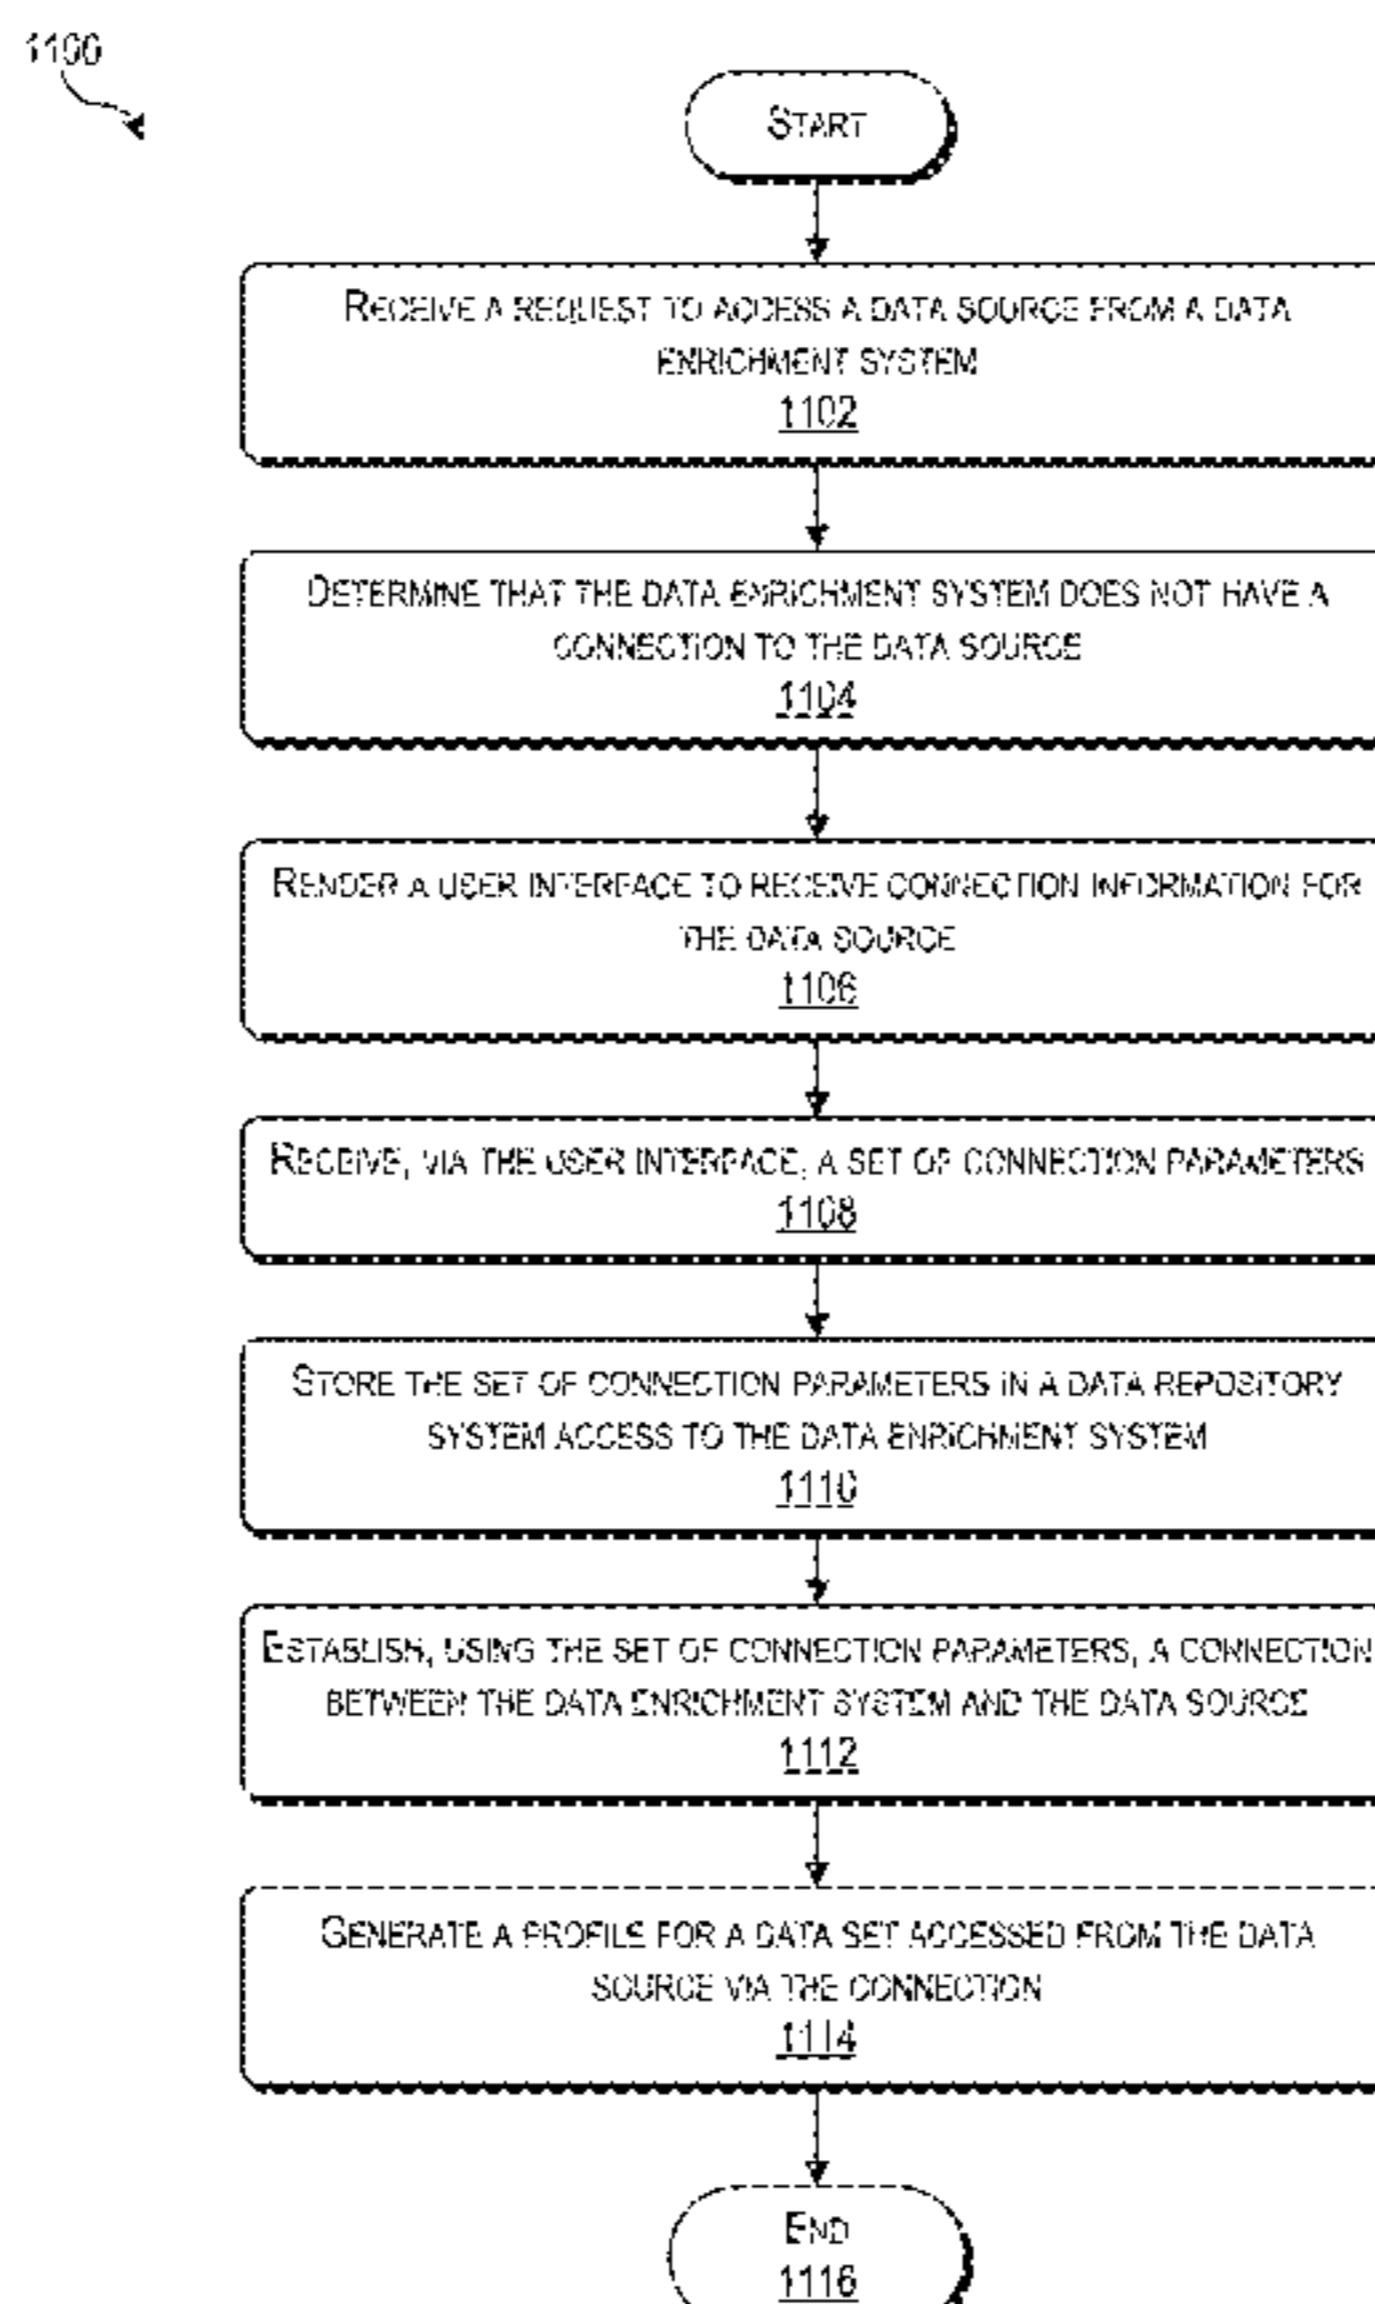 1100
START
RECEIVE A REQUEST TO ACCESS A DATA SOURCE FROM A DATA
ENRICHMENT SYSTEM
1102
DETERMINE THAT THE DATA ENRICHMENT SYSTEM DOES NOT HAVE A
CONNECTION TO THE DATA SOURCE
1104
RENDER A USER INTERFACE TO RECEIVE CONNECTION INFORMATION FOR
THE DATA SOURCE
1106
RECEIVE, VIA THE USER INTERFACE, A SET OF CONNECTION PARAMETERS
1108
STORE THE SET OF CONNECTION PARAMETERS IN A DATA REPOSITORY
SYSTEM ACCESS TO THE DATA ENRICHMENT SYSTEM
1110
ESTABLISH, USING THE SET OF CONNECTION PARAMETERS, A CONNECTION
BETWEEN THE DATA ENRICHMENT SYSTEM AND THE DATA SOURCE
1112
GENERATE A PROFILE FOR A DATA SET ACCESSED FROM THE DATA
SOURCE VIA THE CONNECTION
1114
END
1116